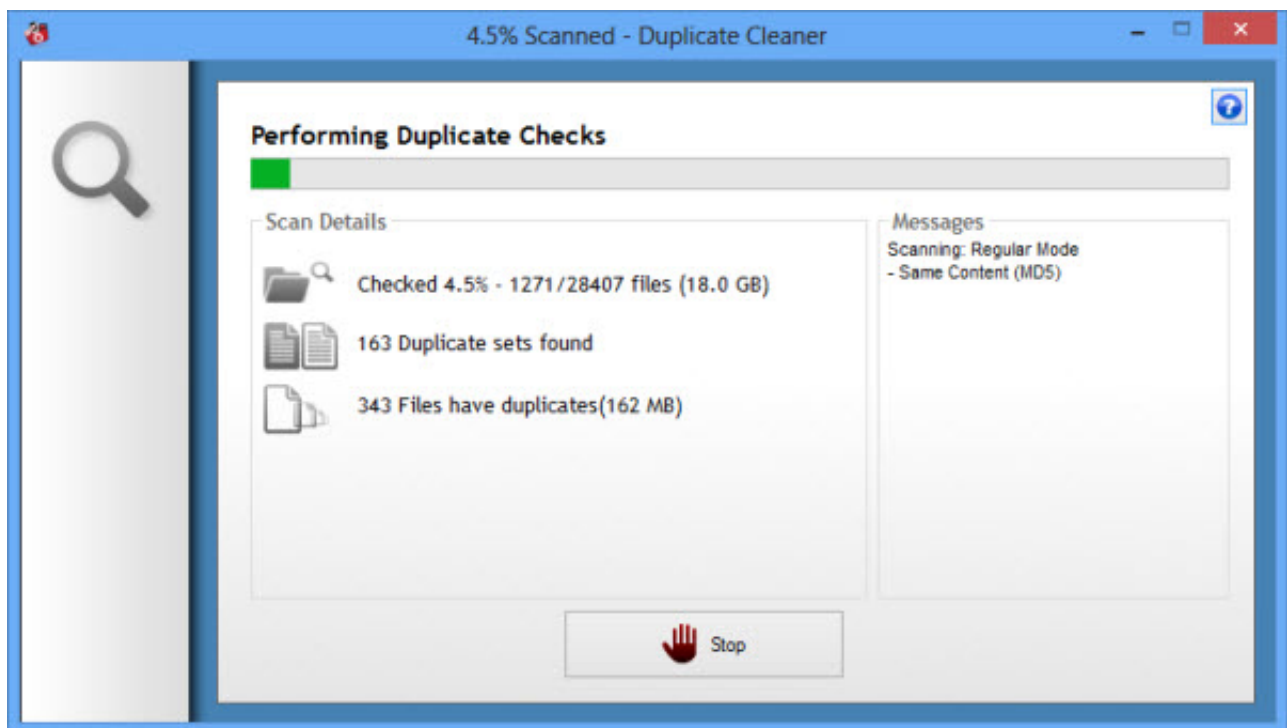 4.5% Scanned - Duplicate Cleaner
Performing Duplicate Checks
Scan Details
Checked 4.5% - 1271/28407 files (18.0 GB)
163 Duplicate sets found
343 Files have duplicates(162 MB)
Messages
Scanning: Regular Mode
- Same Content (MD5)
Stop